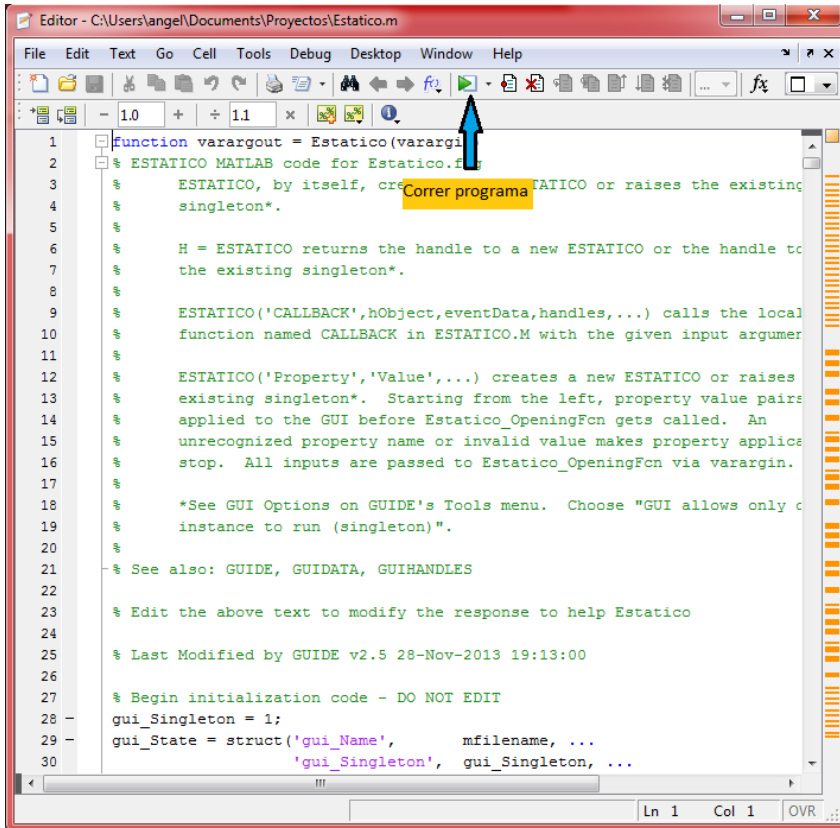 Editor - C:\Users\angel\Documents\Proyectos\Estatico.m
File Edit Text Go Cell Tools Debug Desktop Window Help
... fx
- 1.0 + ÷ 1.1 ×
1 function varargout = Estatico(varargi
2 % ESTATICO MATLAB code for Estatico.f g
3 % ESTATICO, by itself, cre TATICO or raises the existing
Correr programa
4 % singleton*.
5 %
6 % H = ESTATICO returns the handle to a new ESTATICO or the handle to
7 % the existing singleton*.
8 %
9 % ESTATICO('CALLBACK',hObject,eventData,handles,...) calls the local
10 % function named CALLBACK in ESTATICO.M with the given input argumen
11 %
12 % ESTATICO('Property','Value',...) creates a new ESTATICO or raises
13 % existing singleton*. Starting from the left, property value pairs
14 % applied to the GUI before Estatico_OpeningFcn gets called. An
15 % unrecognized property name or invalid value makes property applica
16 % stop. All inputs are passed to Estatico_OpeningFcn via varargin.
17 %
18 % *See GUI Options on GUIDE's Tools menu. Choose "GUI allows only o
19 % instance to run (singleton)".
20 %
21 % See also: GUIDE, GUIDATA, GUIHANDLES
22
23 % Edit the above text to modify the response to help Estatico
24
25 % Last Modified by GUIDE v2.5 28-Nov-2013 19:13:00
26
27 % Begin initialization code - DO NOT EDIT
28 - gui_Singleton = 1;
29 - gui_State = struct('gui_Name', mfilename, ...
30 'gui_Singleton', gui_Singleton, ...
Ln 1 Col 1 OVR